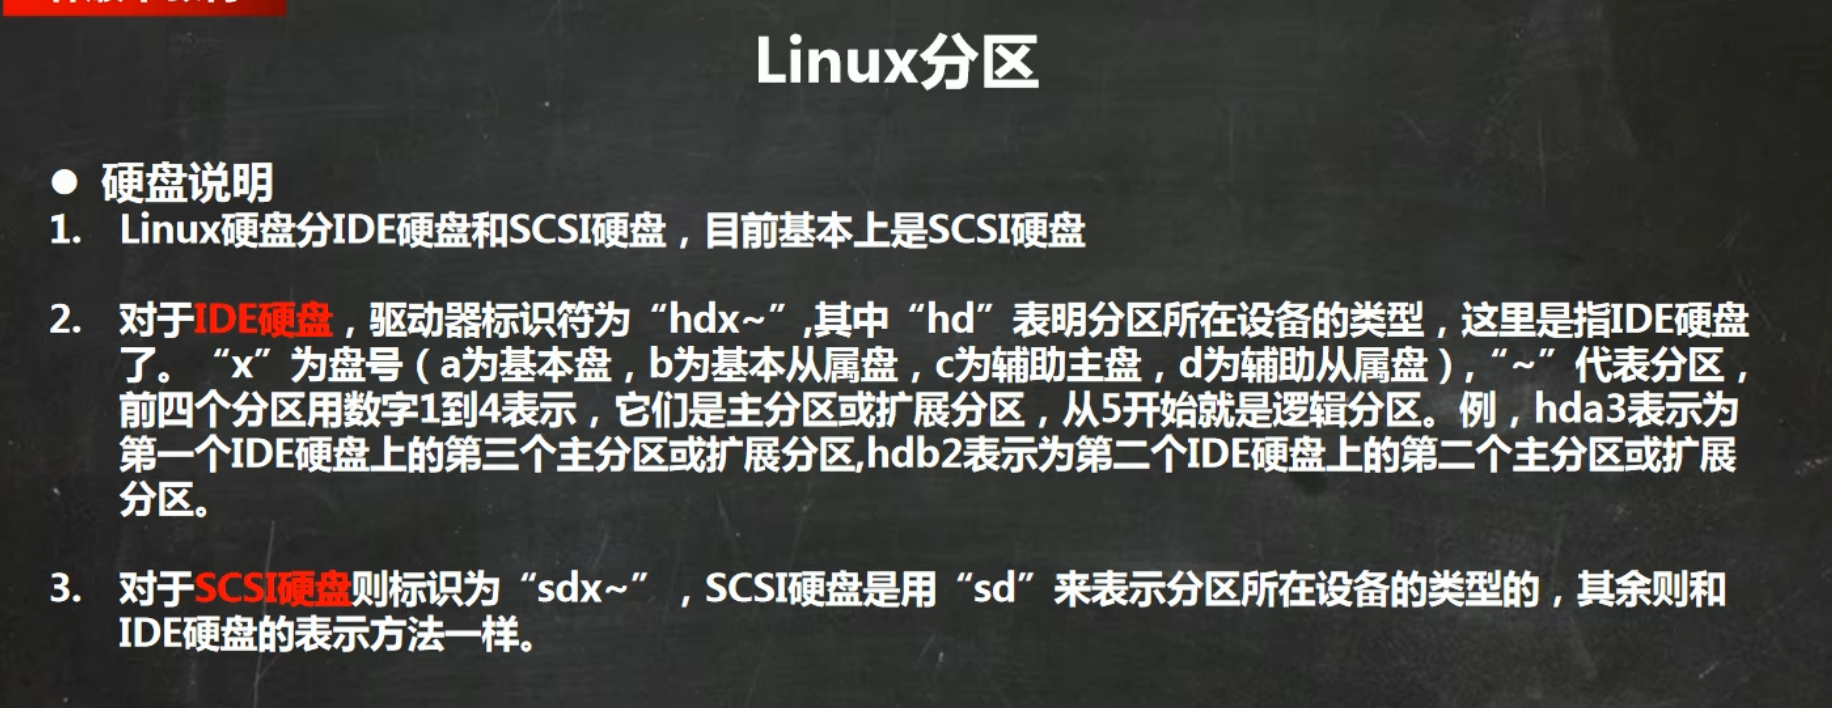 Linux分区
● 硬盘说明
1. Linux硬盘分IDE硬盘和SCSI硬盘，目前基本上是SCSI硬盘
2. 对于IDE硬盘，驱动器标识符为“hdx~”,其中“hd”表明分区所在设备的类型，这里是指IDE硬盘
了。“x”为盘号（a为基本盘，b为基本从属盘，c为辅助主盘，d为辅助从属盘）,“~”代表分区，
前四个分区用数字1到4表示，它们是主分区或扩展分区，从5开始就是逻辑分区。例，hda3表示为
第一个IDE硬盘上的第三个主分区或扩展分区,hdb2表示为第二个IDE硬盘上的第二个主分区或扩展
分区。
3. 对于SCSI硬盘则标识为“sdx~”，SCSI硬盘是用“sd”来表示分区所在设备的类型的，其余则和
IDE硬盘的表示方法一样。